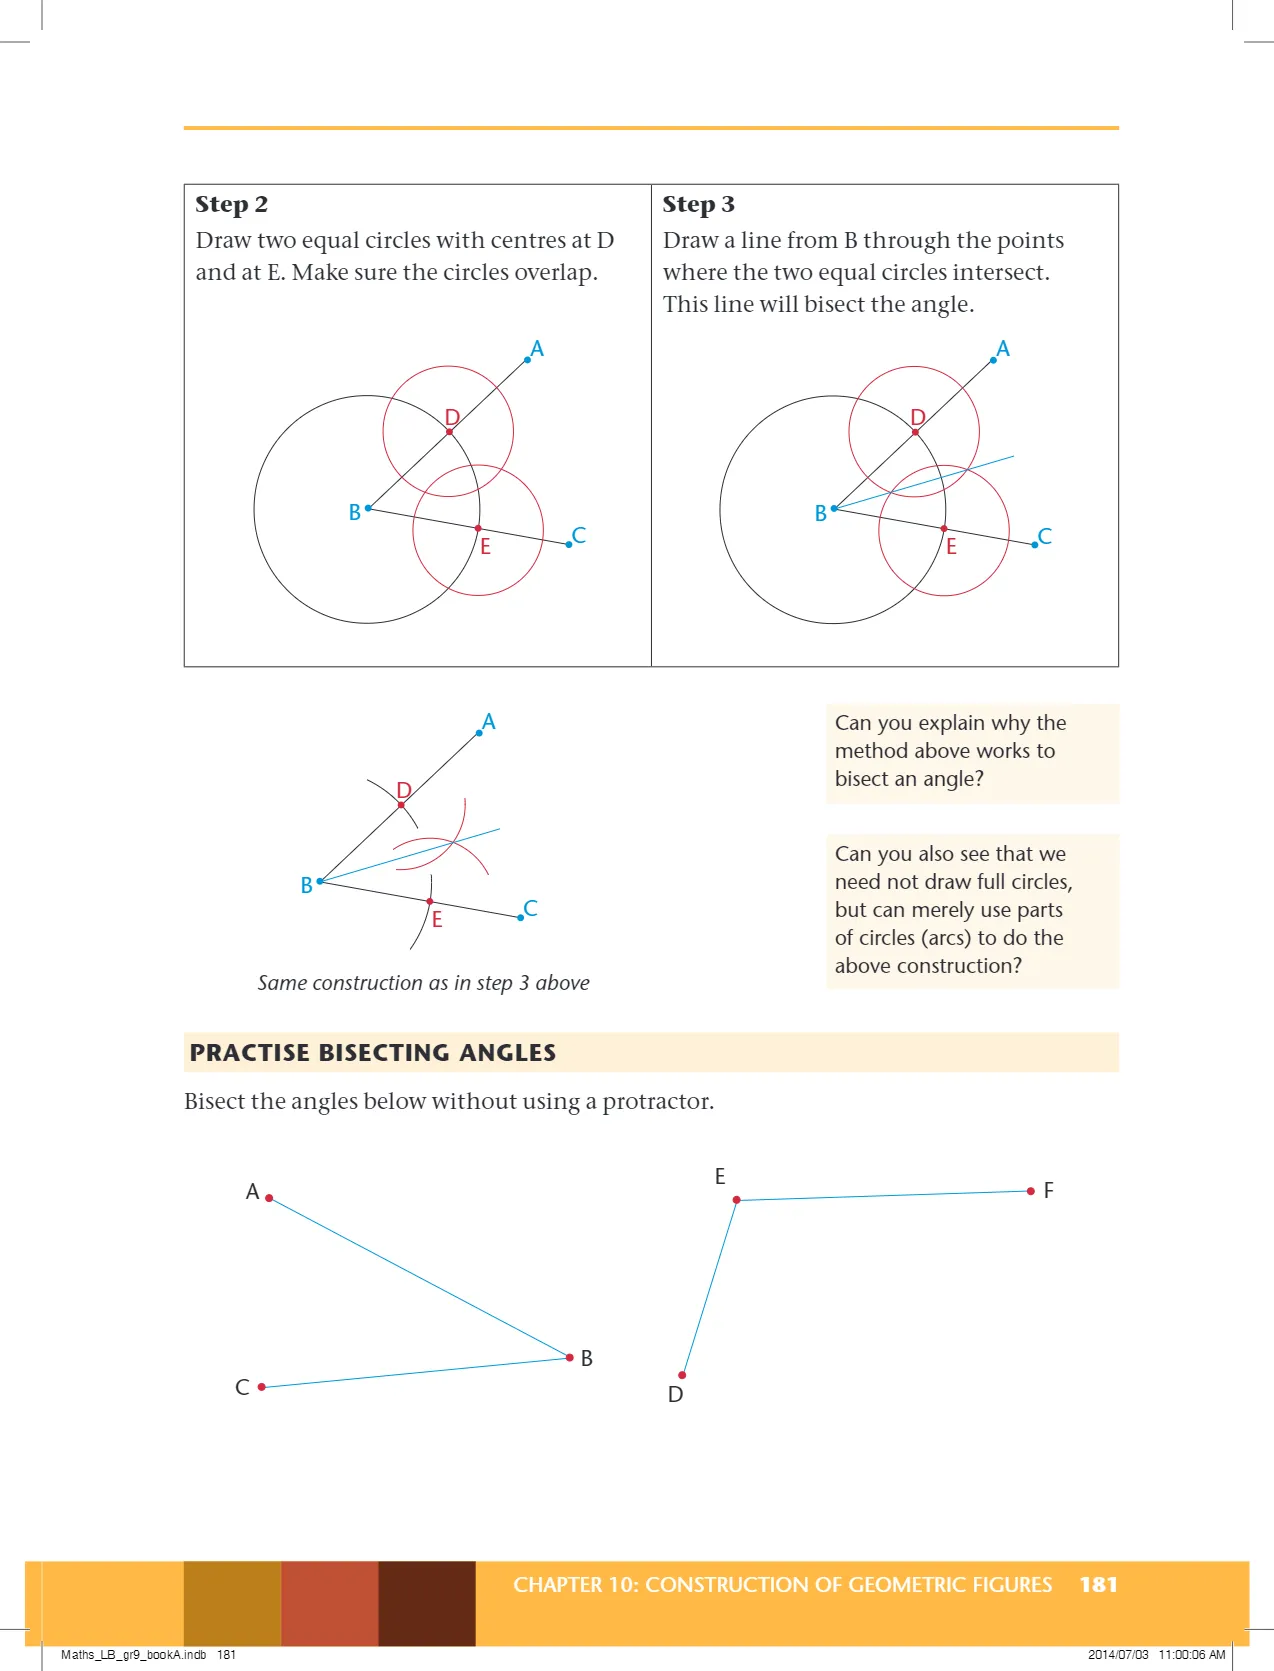 Step 2
Draw two equal circles with centres at D
and at E. Make sure the circles overlap.
A
D
B
E
C
Step 3
Draw a line from B through the points
where the two equal circles intersect.
This line will bisect the angle.
A
D
B
E
C
A
D
B
E
C
Same construction as in step 3 above
Can you explain why the
method above works to
bisect an angle?
Can you also see that we
need not draw full circles,
but can merely use parts
of circles (arcs) to do the
above construction?
PRACTISE BISECTING ANGLES
Bisect the angles below without using a protractor.
A
B
C
E
F
D
CHAPTER 10: CONSTRUCTION OF GEOMETRIC FIGURES 181
Maths_LB_gr9_bookA.indb 181
2014/07/03 11:00:06 AM